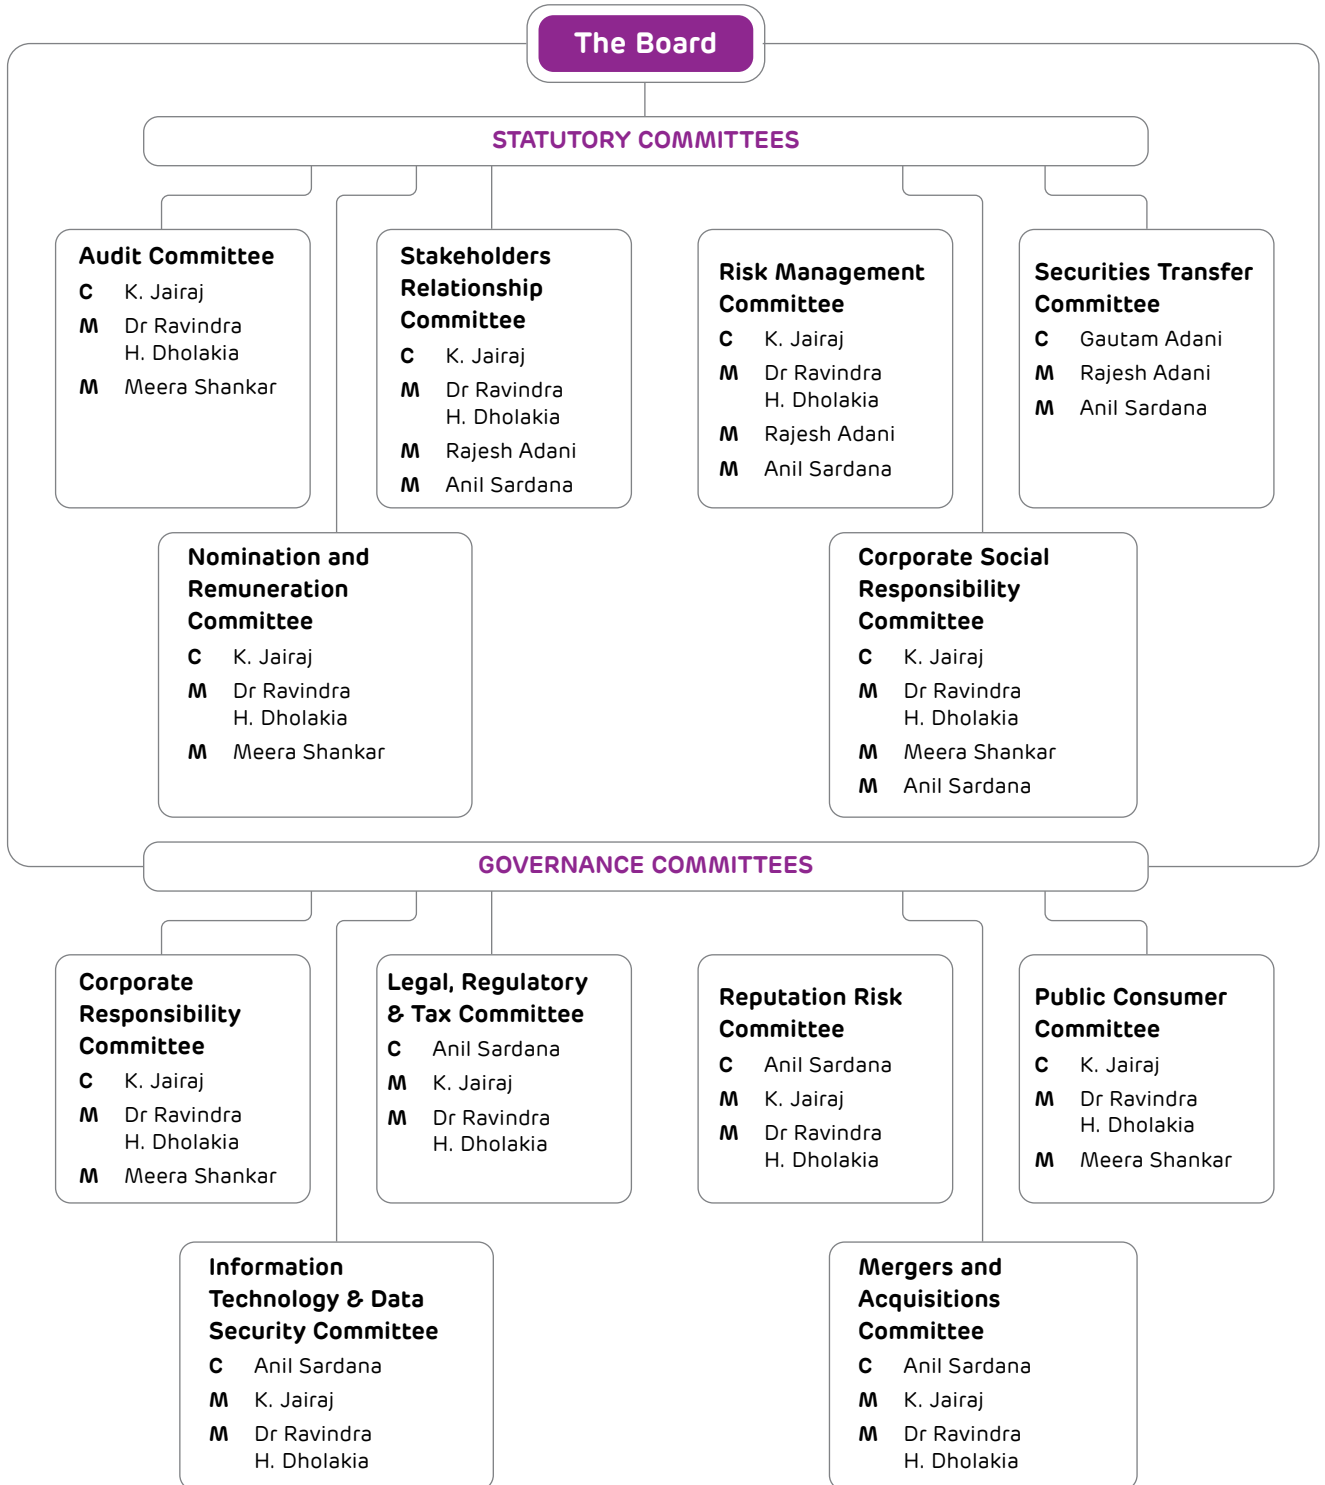 The Board
STATUTORY COMMITTEES
Audit Committee
C K. Jairaj
M Dr Ravindra
H. Dholakia
M Meera Shankar
Stakeholders
Relationship
Committee
C K. Jairaj
M Dr Ravindra
H. Dholakia
M Rajesh Adani
M Anil Sardana
Risk Management
Committee
C K. Jairaj
M Dr Ravindra
H. Dholakia
M Rajesh Adani
M Anil Sardana
Securities Transfer
Committee
C Gautam Adani
M Rajesh Adani
M Anil Sardana
Nomination and
Remuneration
Committee
C K. Jairaj
M Dr Ravindra
H. Dholakia
M Meera Shankar
Corporate Social
Responsibility
Committee
C K. Jairaj
M Dr Ravindra
H. Dholakia
M Meera Shankar
M Anil Sardana
GOVERNANCE COMMITTEES
Corporate
Responsibility
Committee
C K. Jairaj
M Dr Ravindra
H. Dholakia
M Meera Shankar
Legal, Regulatory
& Tax Committee
C Anil Sardana
M K. Jairaj
M Dr Ravindra
H. Dholakia
Reputation Risk
Committee
C Anil Sardana
M K. Jairaj
M Dr Ravindra
H. Dholakia
Public Consumer
Committee
C K. Jairaj
M Dr Ravindra
H. Dholakia
M Meera Shankar
Information
Technology & Data
Security Committee
C Anil Sardana
M K. Jairaj
M Dr Ravindra
H. Dholakia
Mergers and
Acquisitions
Committee
C Anil Sardana
M K. Jairaj
M Dr Ravindra
H. Dholakia